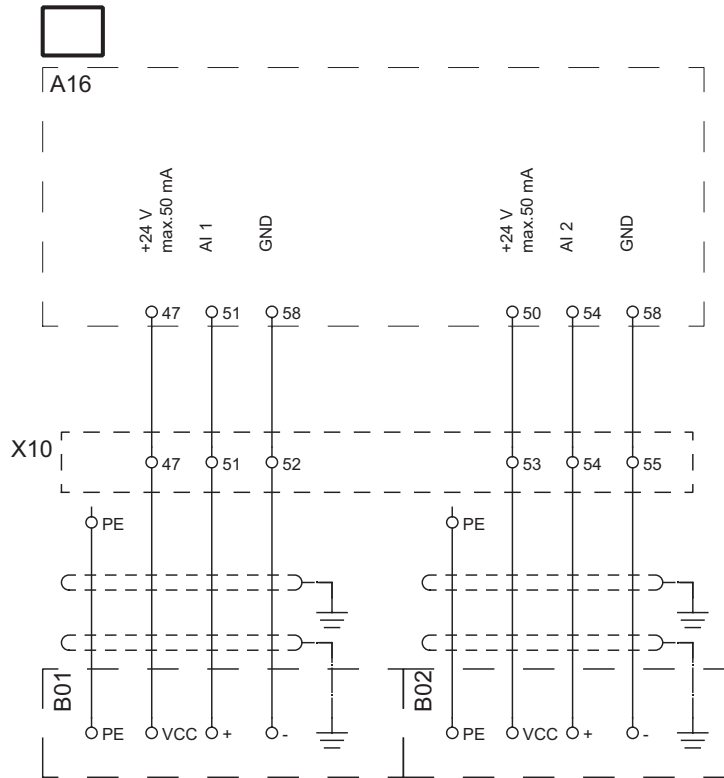 A16
+24 V
max.50 mA
AI 1
GND
+24 V
max.50 mA
AI 2
GND
47 51 58 50 54 58
X10
47 51 52 53 54 55
PE PE
B01
B02
PE VCC + - PE VCC + -